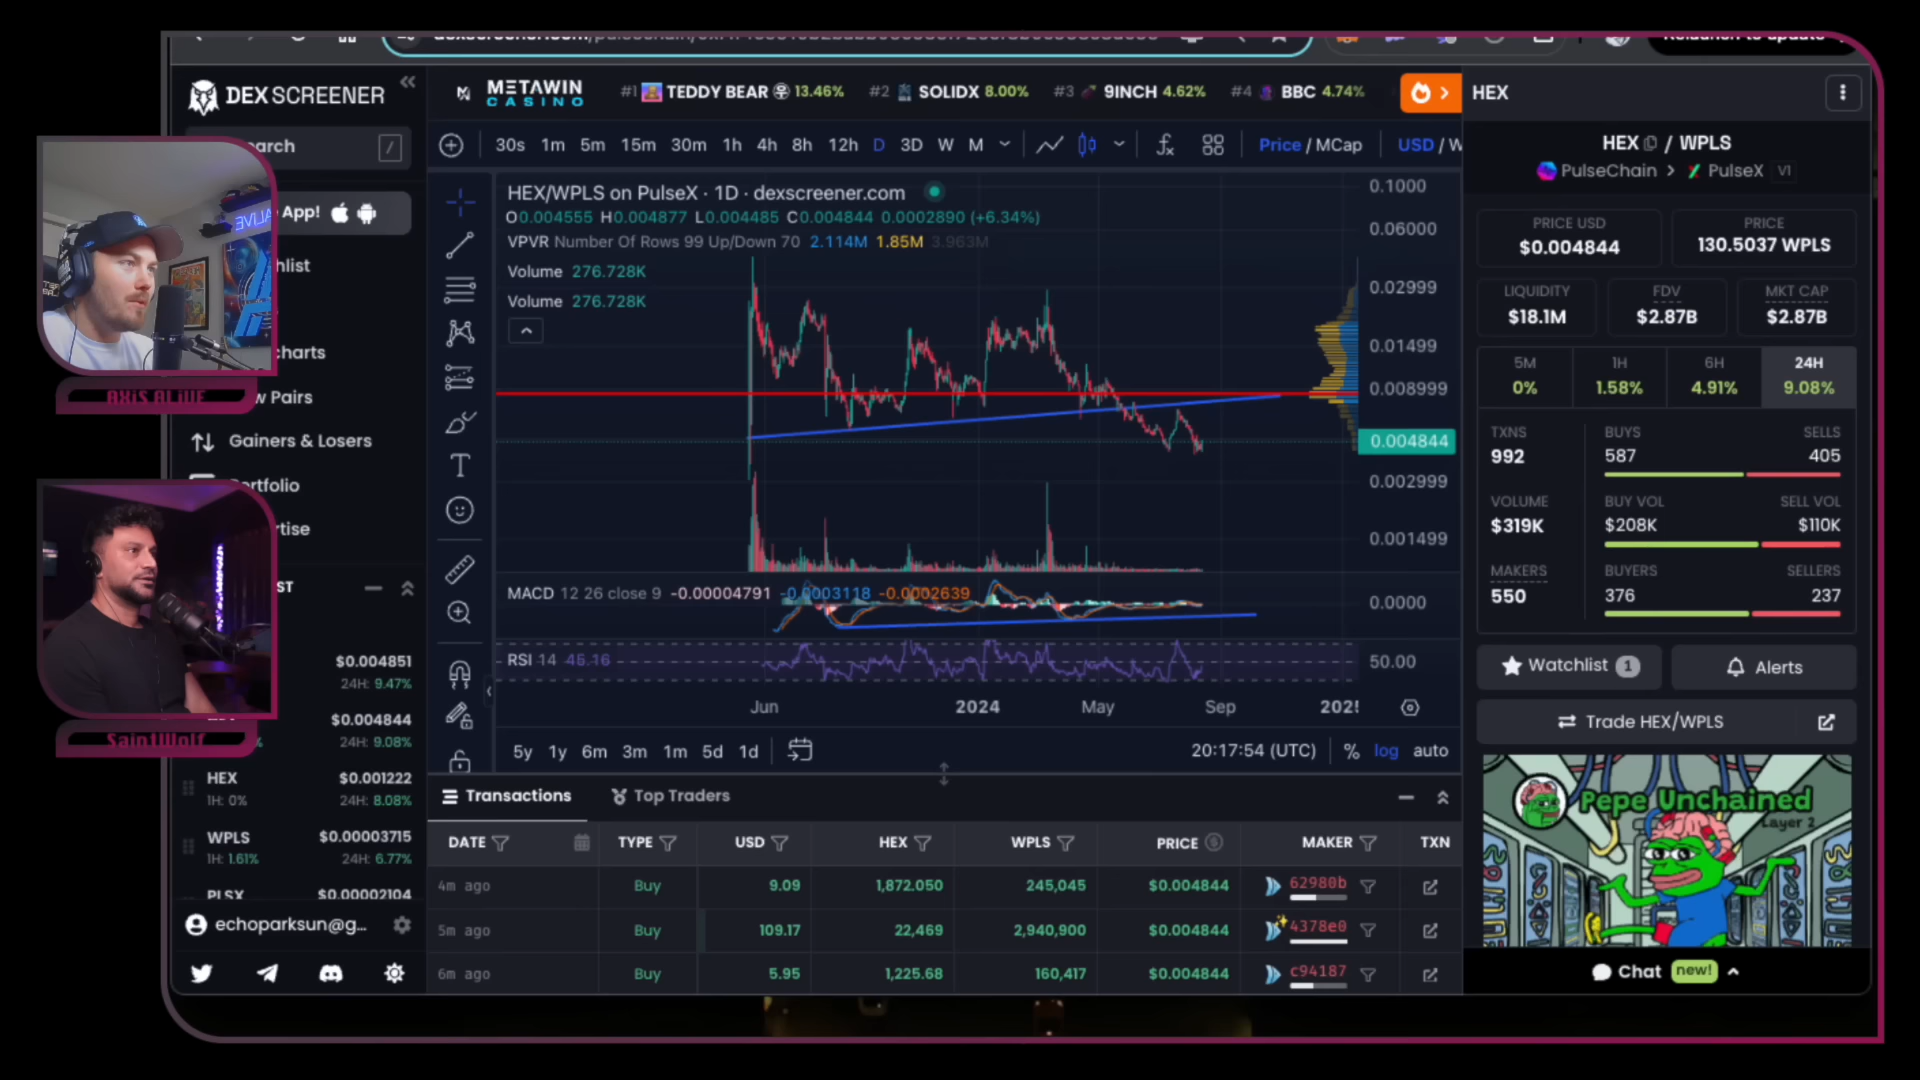 DEX SCREENER
METAWIN
CASINO
#1 TEDDY BEAR 13.46% #2 SOLIDX 8.00% #3 9INCH 4.62% #4 BBC 4.74%
HEX
30s 1m 5m 15m 30m 1h 4h 8h 12h D 3D W M
Price / MCap USD / W
HEX / WPLS
PulseChain > PulseX V1
App!
HEX/WPLS on PulseX · 1D · dexscreener.com
O0.004555 H0.004877 L0.004485 C0.004844 0.0002890 (+6.34%)
VPVR Number Of Rows 99 Up/Down 70 2.114M 1.85M 3.963M
Volume 276.728K
Volume 276.728K
0.1000
0.06000
0.02999
0.01499
0.008999
0.004844
0.002999
0.001499
MACD 12 26 close 9 -0.00004791 -0.0003118 -0.0002639
0.0000
RSI 14 45.16
50.00
Jun 2024 May Sep
5y 1y 6m 3m 1m 5d 1d
20:17:54 (UTC) % log auto
PRICE USD
$0.004844
PRICE
130.5037 WPLS
LIQUIDITY
$18.1M
FDV
$2.87B
MKT CAP
$2.87B
5M 1H 6H 24H
0% 1.58% 4.91% 9.08%
TXNS
992
BUYS SELLS
587 405
VOLUME
$319K
BUY VOL SELL VOL
$208K $110K
MAKERS
550
BUYERS SELLERS
376 237
Watchlist 1
Alerts
Trade HEX/WPLS
Pepe Unchained
Layer 2
Chat new!
AXiS ALiVE
Gainers & Losers
SaintWolf
$0.004851
24H: 9.47%
$0.004844
24H: 9.08%
HEX $0.001222
1H: 0% 24H: 8.08%
WPLS $0.00003715
1H: 1.61% 24H: 6.77%
PLSX $0.00002104
echoparksun@g...
Transactions Top Traders
DATE TYPE USD HEX WPLS PRICE MAKER TXN
4m ago Buy 9.09 1,872.050 245,045 $0.004844 62980b
5m ago Buy 109.17 22,469 2,940,900 $0.004844 4378e0
6m ago Buy 5.95 1,225.68 160,417 $0.004844 c94187